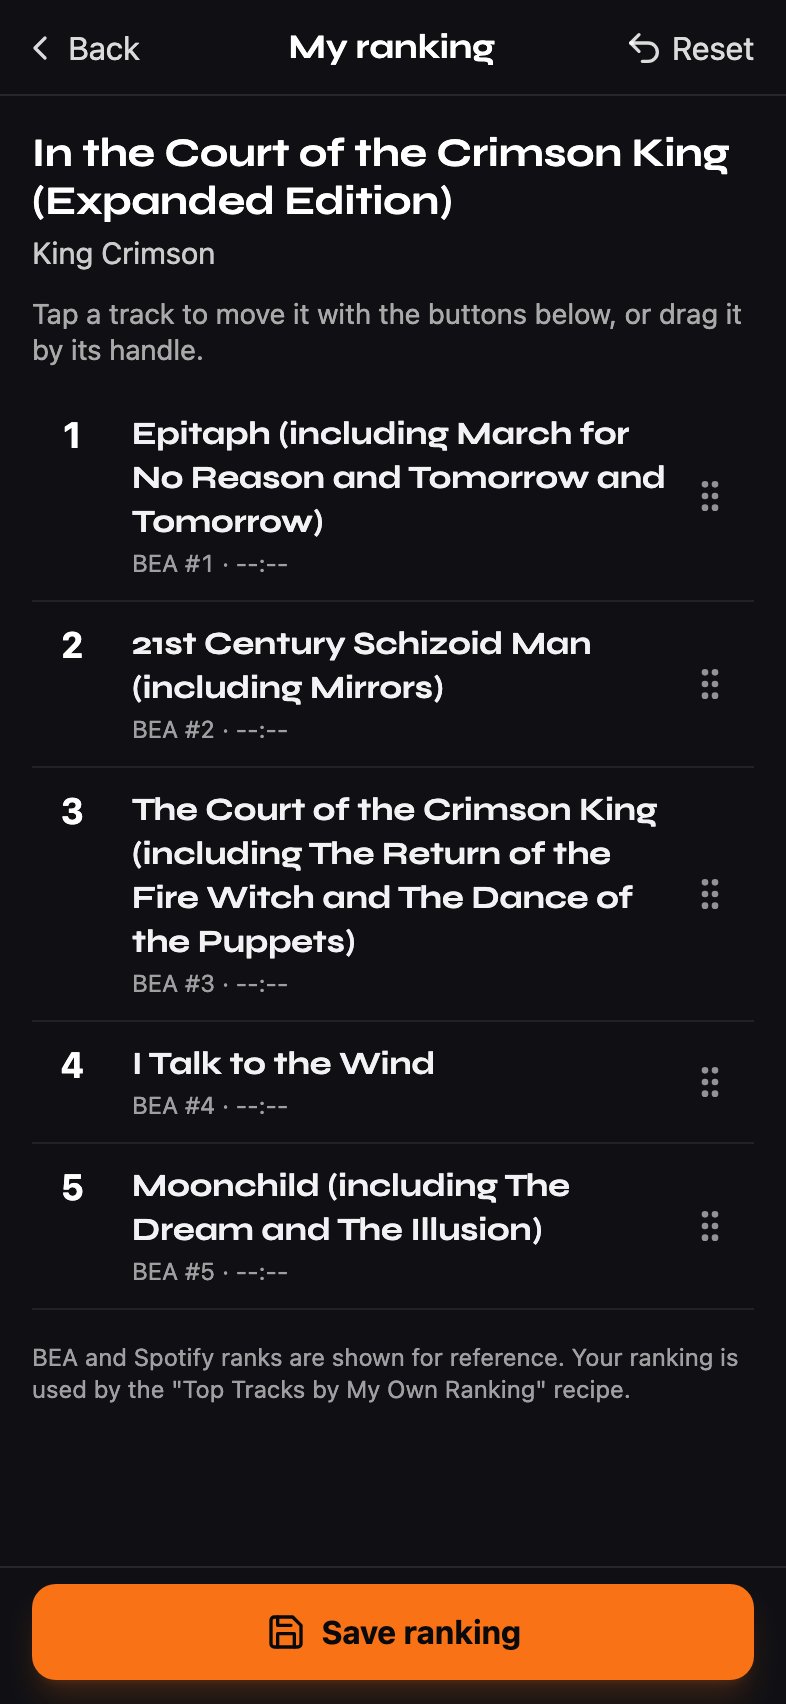 Back
My ranking
Reset
In the Court of the Crimson King
(Expanded Edition)
King Crimson
Tap a track to move it with the buttons below, or drag it
by its handle.
1
Epitaph (including March for
No Reason and Tomorrow and
Tomorrow)
BEA #1 · --:--
2
21st Century Schizoid Man
(including Mirrors)
BEA #2 · --:--
3
The Court of the Crimson King
(including The Return of the
Fire Witch and The Dance of
the Puppets)
BEA #3 · --:--
4
I Talk to the Wind
BEA #4 · --:--
5
Moonchild (including The
Dream and The Illusion)
BEA #5 · --:--
BEA and Spotify ranks are shown for reference. Your ranking is
used by the "Top Tracks by My Own Ranking" recipe.
Save ranking